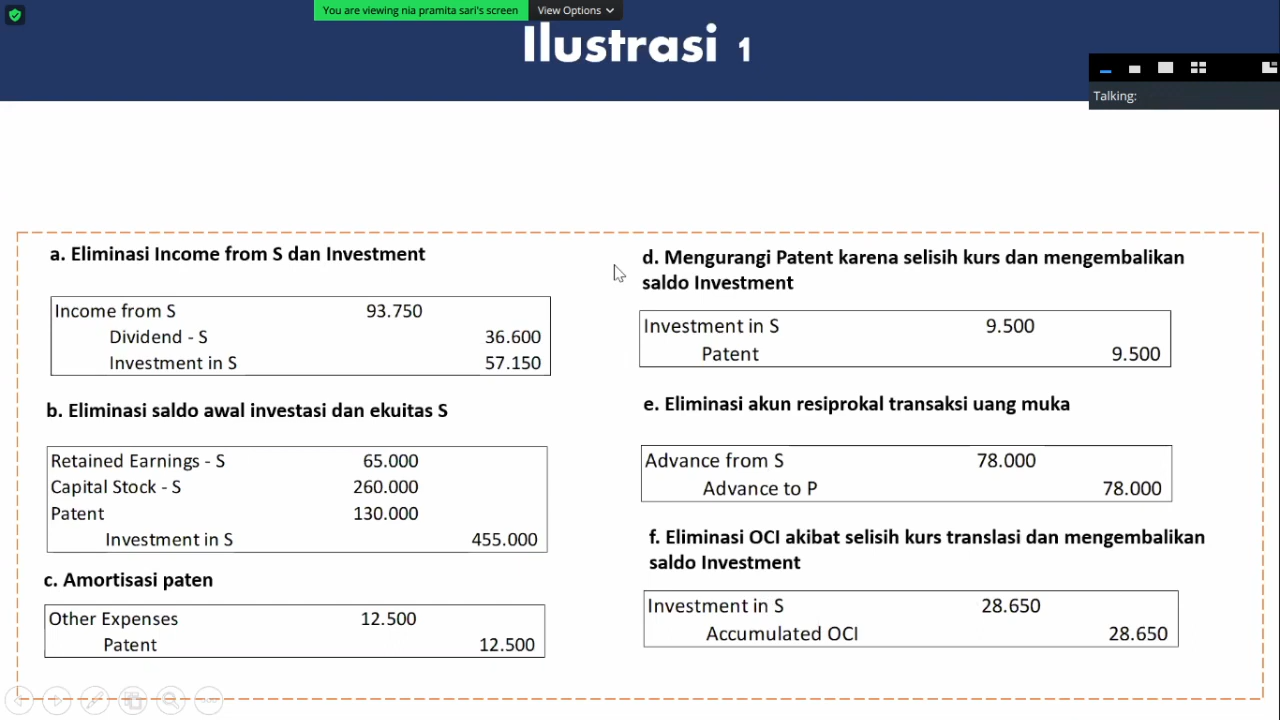 You are viewing nia pramita sari's screen
View Options
Ilustrasi 1
Talking:
a. Eliminasi Income from S dan Investment
Income from S 93.750
Dividend - S 36.600
Investment in S 57.150
b. Eliminasi saldo awal investasi dan ekuitas S
Retained Earnings - S 65.000
Capital Stock - S 260.000
Patent 130.000
Investment in S 455.000
c. Amortisasi paten
Other Expenses 12.500
Patent 12.500
d. Mengurangi Patent karena selisih kurs dan mengembalikan
saldo Investment
Investment in S 9.500
Patent 9.500
e. Eliminasi akun resiprokal transaksi uang muka
Advance from S 78.000
Advance to P 78.000
f. Eliminasi OCI akibat selisih kurs translasi dan mengembalikan
saldo Investment
Investment in S 28.650
Accumulated OCI 28.650